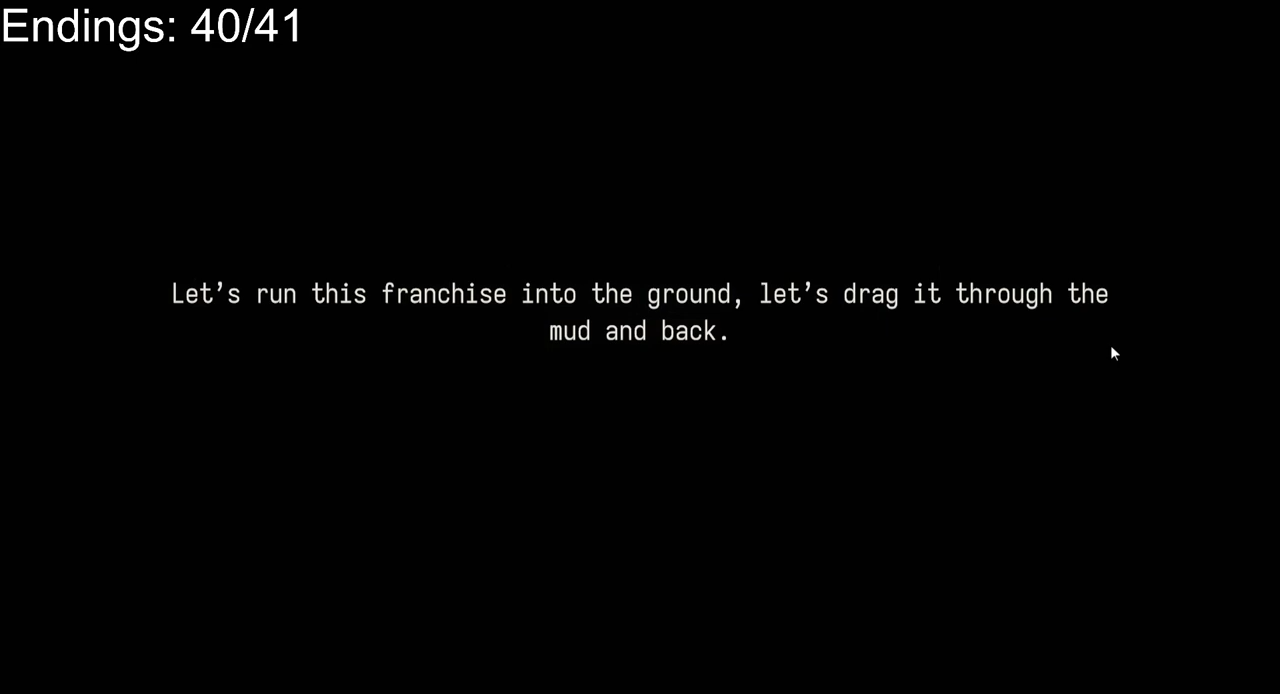 Endings: 40/41
Let’s run this franchise into the ground, let’s drag it through the
mud and back.